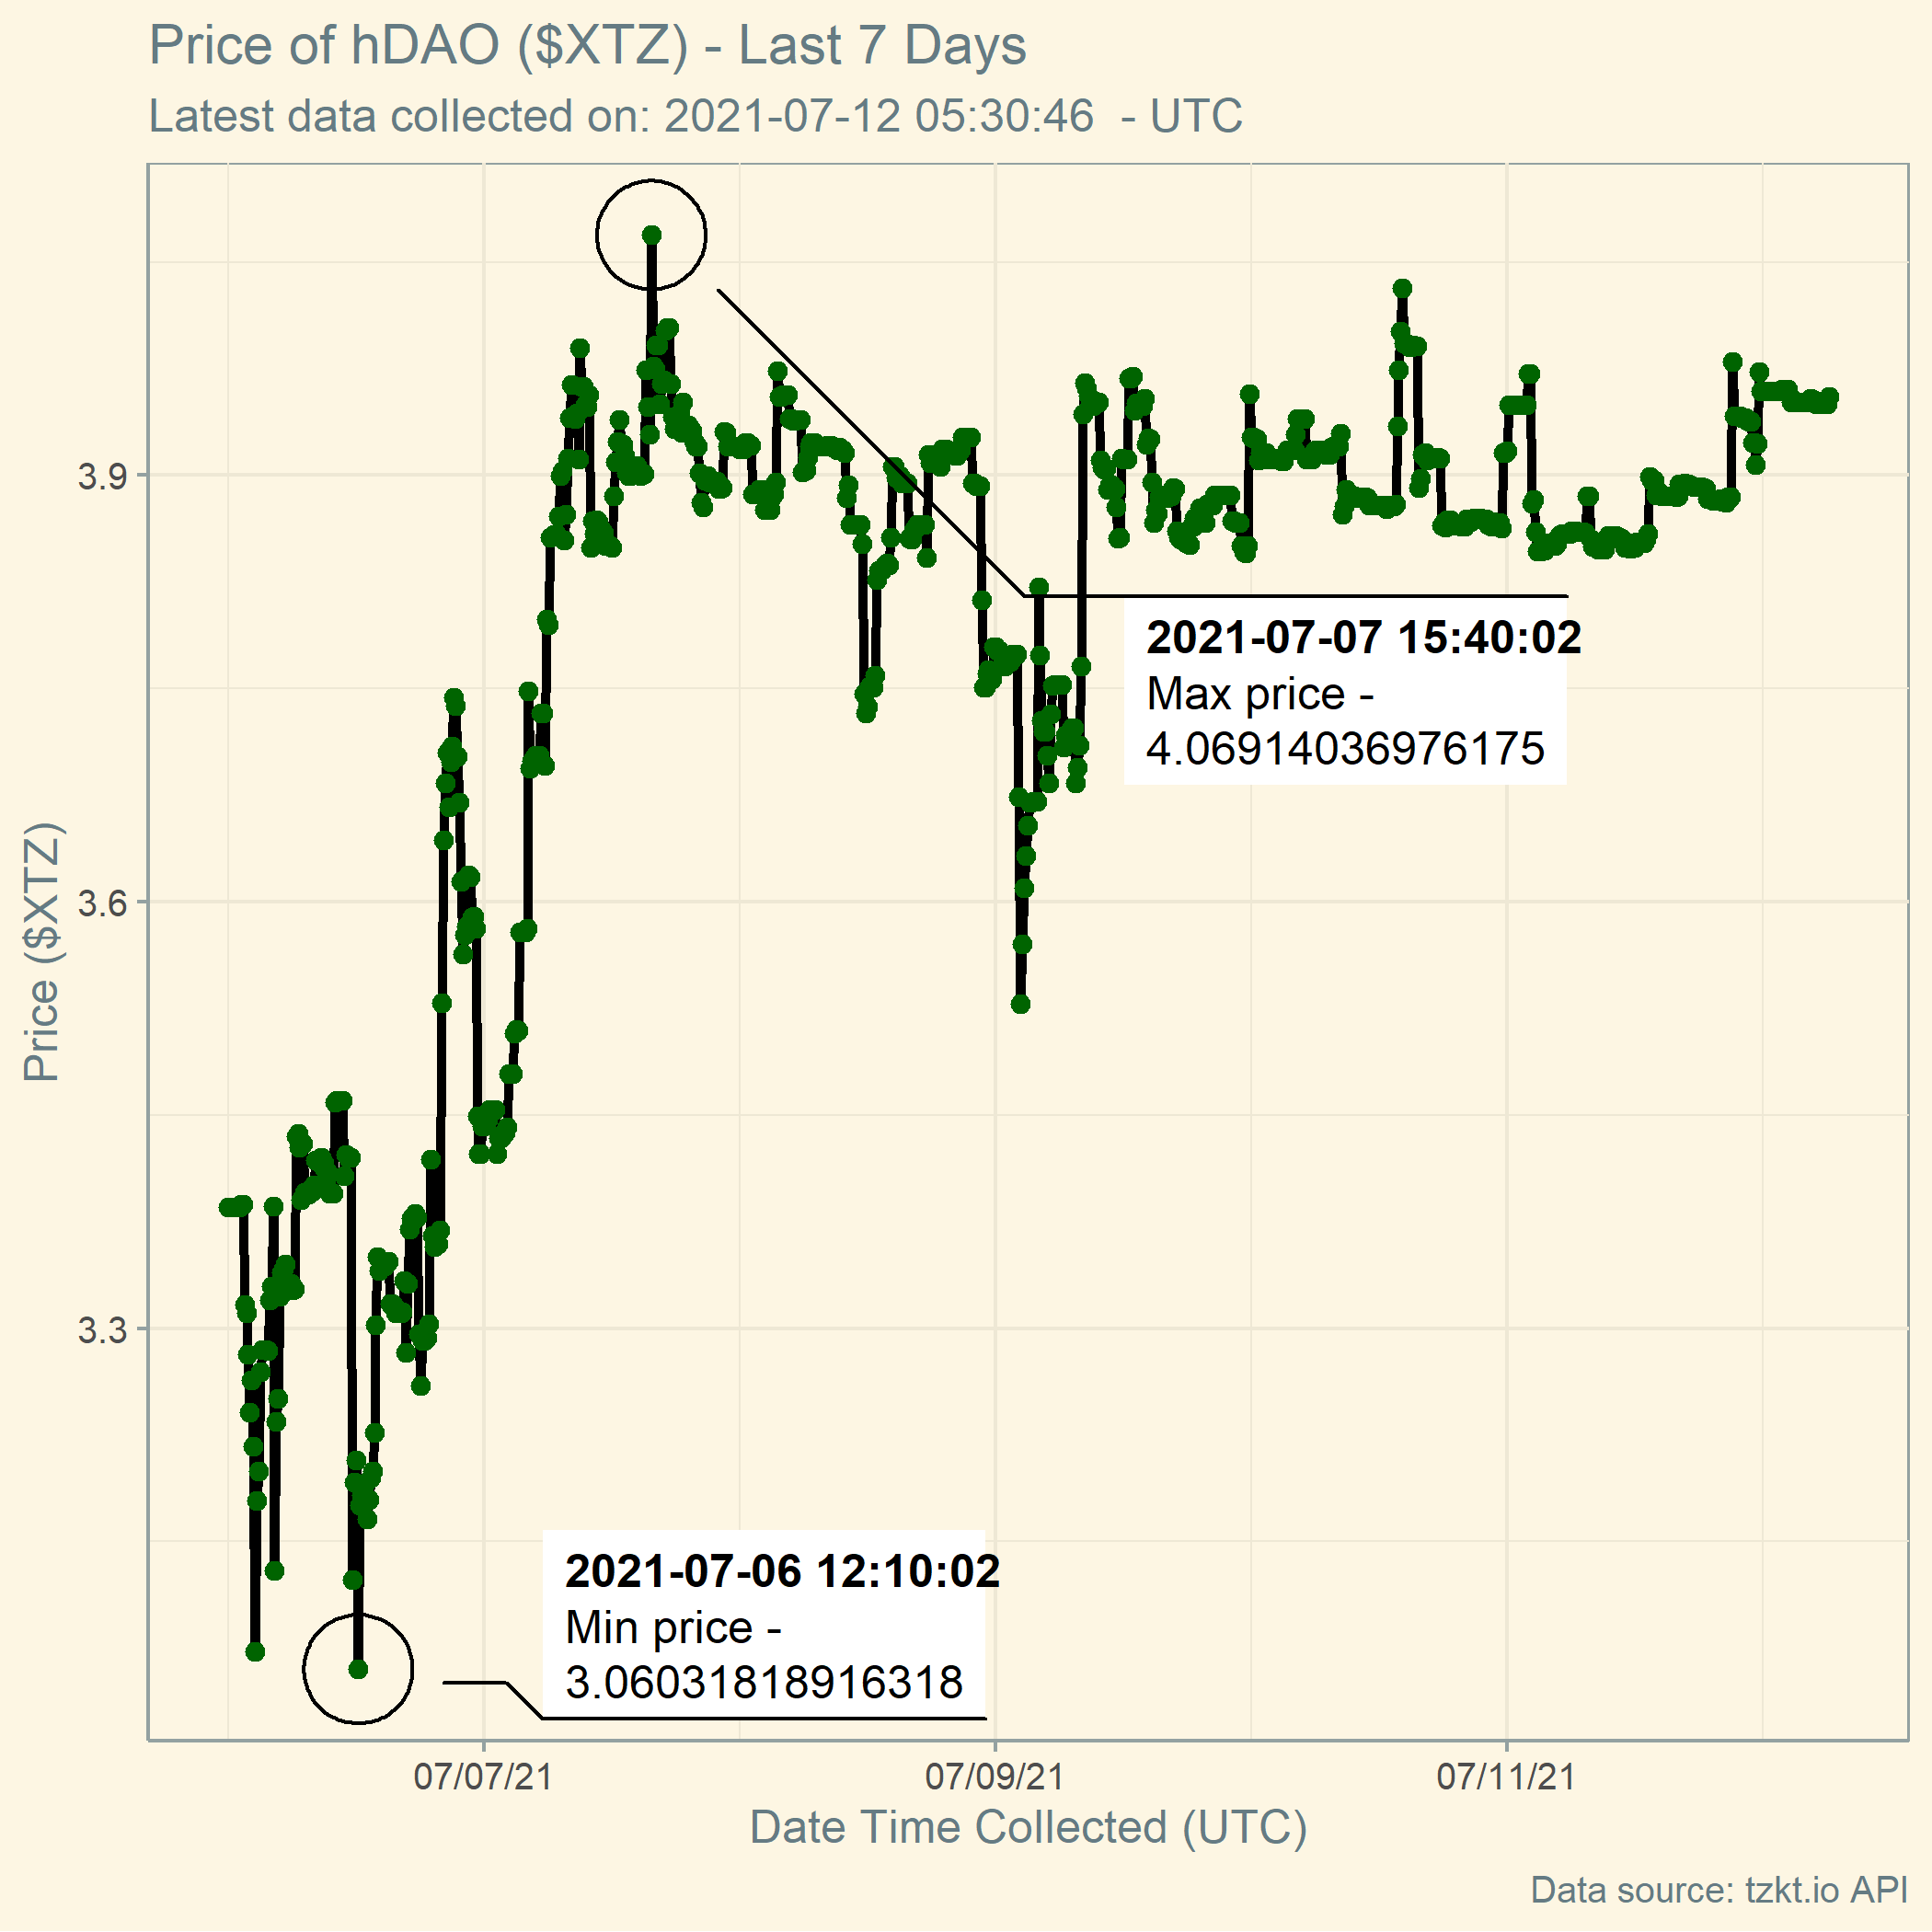 Price of hDAO ($XTZ) - Last 7 Days
Latest data collected on: 2021-07-12 05:30:46  - UTC
Price ($XTZ)
3.9
3.6
3.3
2021-07-07 15:40:02
Max price -
4.06914036976175
2021-07-06 12:10:02
Min price -
3.06031818916318
07/07/21
07/09/21
07/11/21
Date Time Collected (UTC)
Data source: tzkt.io API